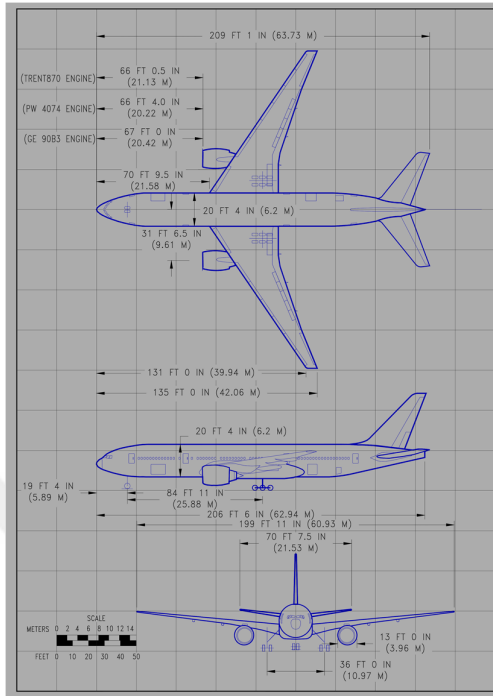 209 FT 1 IN (63.73 M)
(TRENT870 ENGINE)
66 FT 0.5 IN
(21.13 M)
(PW 4074 ENGINE)
66 FT 4.0 IN
(20.22 M)
(GE 90B3 ENGINE)
67 FT 0 IN
(20.42 M)
70 FT 9.5 IN
(21.58 M)
20 FT 4 IN (6.2 M)
31 FT 6.5 IN
(9.61 M)
131 FT 0 IN (39.94 M)
135 FT 0 IN (42.06 M)
20 FT 4 IN (6.2 M)
19 FT 4 IN
(5.89 M)
84 FT 11 IN
(25.88 M)
206 FT 6 IN (62.94 M)
199 FT 11 IN (60.93 M)
70 FT 7.5 IN
(21.53 M)
SCALE
METERS 0 2 4 6 8 10 12 14
FEET 0 10 20 30 40 50
13 FT 0 IN
(3.96 M)
36 FT 0 IN
(10.97 M)